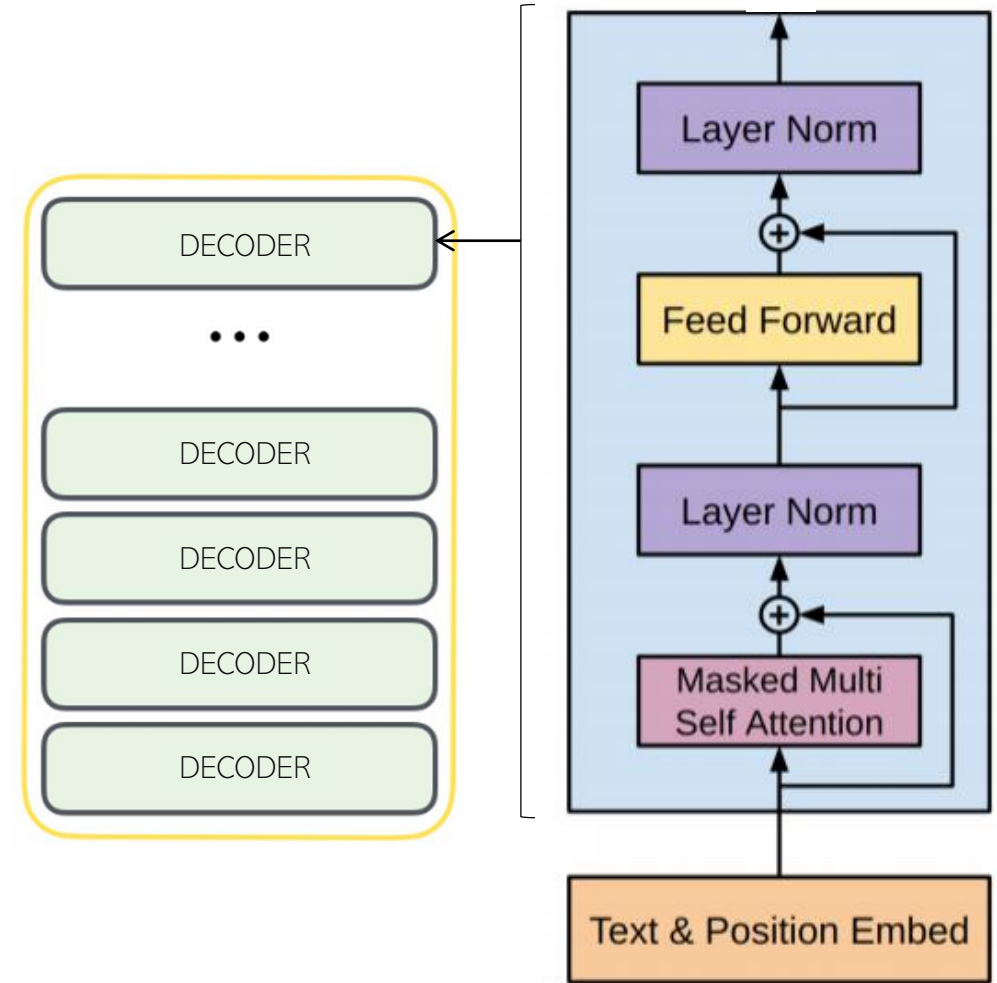 DECODER
...
DECODER
DECODER
DECODER
DECODER
Layer Norm
+
Feed Forward
Layer Norm
+
Masked Multi
Self Attention
Text & Position Embed